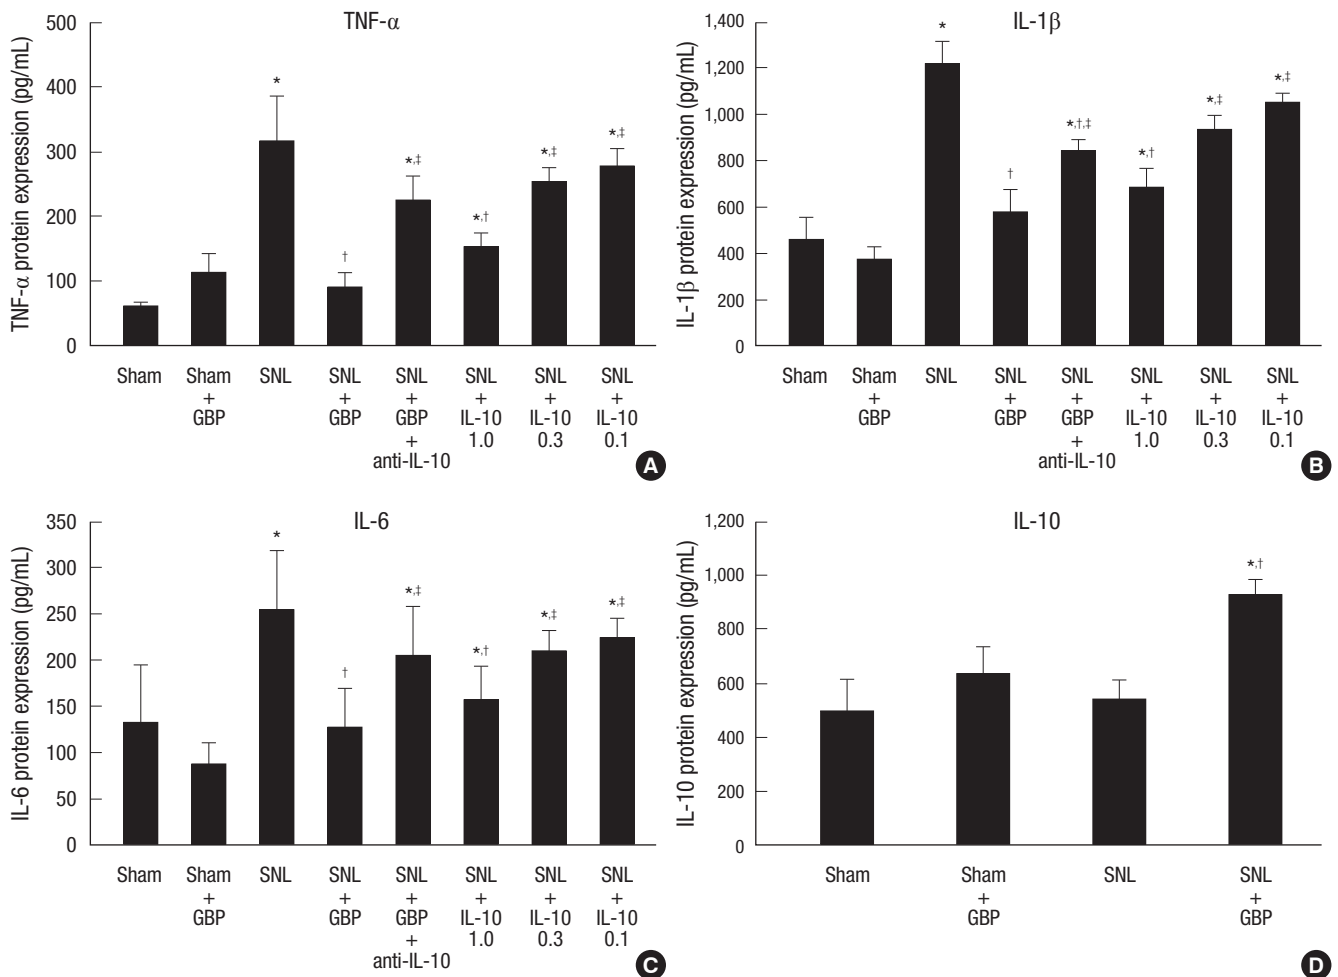 TNF-α
TNF-α protein expression (pg/mL)
500
400
300
200
100
0
*
†
*,‡
*,†
*,‡
*,‡
Sham
Sham
+
GBP
SNL
SNL
+
GBP
SNL
+
GBP
+
anti-IL-10
SNL
+
IL-10
1.0
SNL
+
IL-10
0.3
SNL
+
IL-10
0.1
A
IL-1β
IL-1β protein expression (pg/mL)
1,400
1,200
1,000
800
600
400
200
0
*
†
*,†,‡
*,†
*,‡
*,‡
Sham
Sham
+
GBP
SNL
SNL
+
GBP
SNL
+
GBP
+
anti-IL-10
SNL
+
IL-10
1.0
SNL
+
IL-10
0.3
SNL
+
IL-10
0.1
B
IL-6
IL-6 protein expression (pg/mL)
350
300
250
200
150
100
50
0
*
†
*,‡
*,†
*,‡
*,‡
Sham
Sham
+
GBP
SNL
SNL
+
GBP
SNL
+
GBP
+
anti-IL-10
SNL
+
IL-10
1.0
SNL
+
IL-10
0.3
SNL
+
IL-10
0.1
C
IL-10
IL-10 protein expression (pg/mL)
1,200
1,000
800
600
400
200
0
*,†
Sham
Sham
+
GBP
SNL
SNL
+
GBP
D